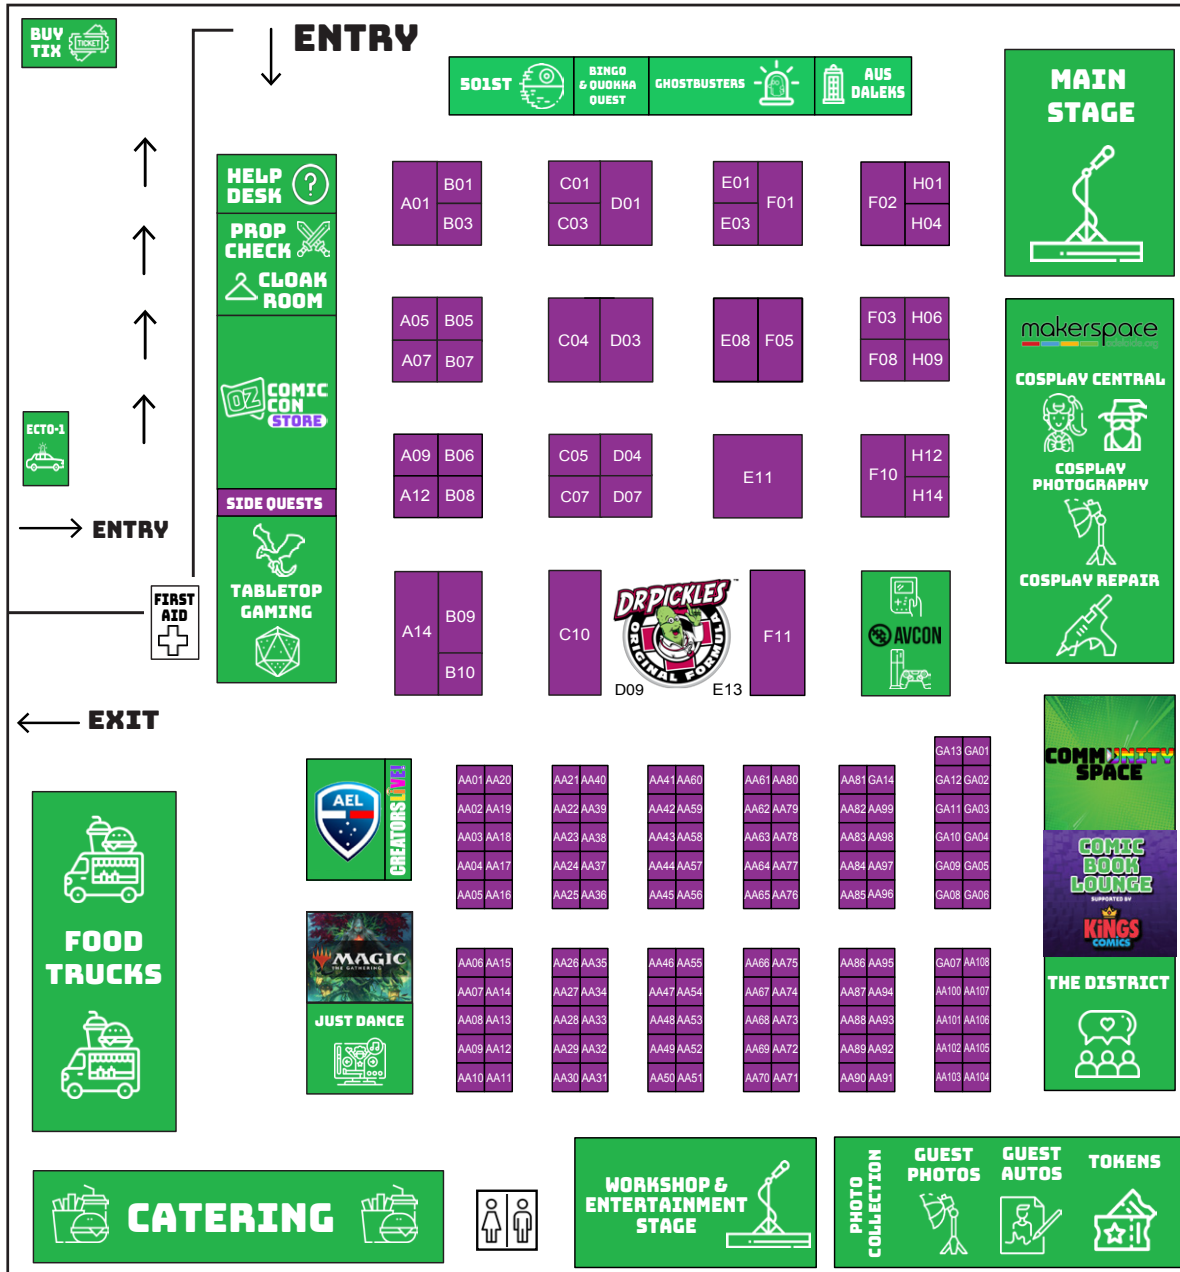 BUY
TIX
TICKET
ENTRY
501ST
BINGO
& QUOKKA
QUEST
GHOSTBUSTERS
AUS
DALEKS
MAIN
STAGE
HELP
DESK
?
PROP
CHECK
CLOAK
ROOM
OZ
COMIC
CON
STORE
SIDE QUESTS
TABLETOP
GAMING
ECTO-1
ENTRY
FIRST
AID
EXIT
A01
B01
B03
C01
C03
D01
E01
E03
F01
F02
H01
H04
A05
B05
A07
B07
C04
D03
E08
F05
F03
H06
F08
H09
A09
B06
A12
B08
C05
D04
C07
D07
E11
F10
H12
H14
A14
B09
B10
C10
DR PICKLES™
ORIGINAL FORMULA
D09
E13
F11
AVCON
makerspace
adelaide.org
COSPLAY CENTRAL
COSPLAY
PHOTOGRAPHY
COSPLAY REPAIR
COMMUNITY
SPACE
COMIC
BOOK
LOUNGE
SUPPORTED BY
KINGS
COMICS
THE DISTRICT
AEL
CREATORS LIVE!
MAGIC
THE GATHERING
JUST DANCE
FOOD
TRUCKS
GA13 GA01
AA01 AA20 AA21 AA40 AA41 AA60 AA61 AA80 AA81 GA14 GA12 GA02
AA02 AA19 AA22 AA39 AA42 AA59 AA62 AA79 AA82 AA99 GA11 GA03
AA03 AA18 AA23 AA38 AA43 AA58 AA63 AA78 AA83 AA98 GA10 GA04
AA04 AA17 AA24 AA37 AA44 AA57 AA64 AA77 AA84 AA97 GA09 GA05
AA05 AA16 AA25 AA36 AA45 AA56 AA65 AA76 AA85 AA96 GA08 GA06
AA06 AA15 AA26 AA35 AA46 AA55 AA66 AA75 AA86 AA95 GA07 AA108
AA07 AA14 AA27 AA34 AA47 AA54 AA67 AA74 AA87 AA94 AA100 AA107
AA08 AA13 AA28 AA33 AA48 AA53 AA68 AA73 AA88 AA93 AA101 AA106
AA09 AA12 AA29 AA32 AA49 AA52 AA69 AA72 AA89 AA92 AA102 AA105
AA10 AA11 AA30 AA31 AA50 AA51 AA70 AA71 AA90 AA91 AA103 AA104
CATERING
WORKSHOP &
ENTERTAINMENT
STAGE
PHOTO
COLLECTION
GUEST
PHOTOS
GUEST
AUTOS
TOKENS